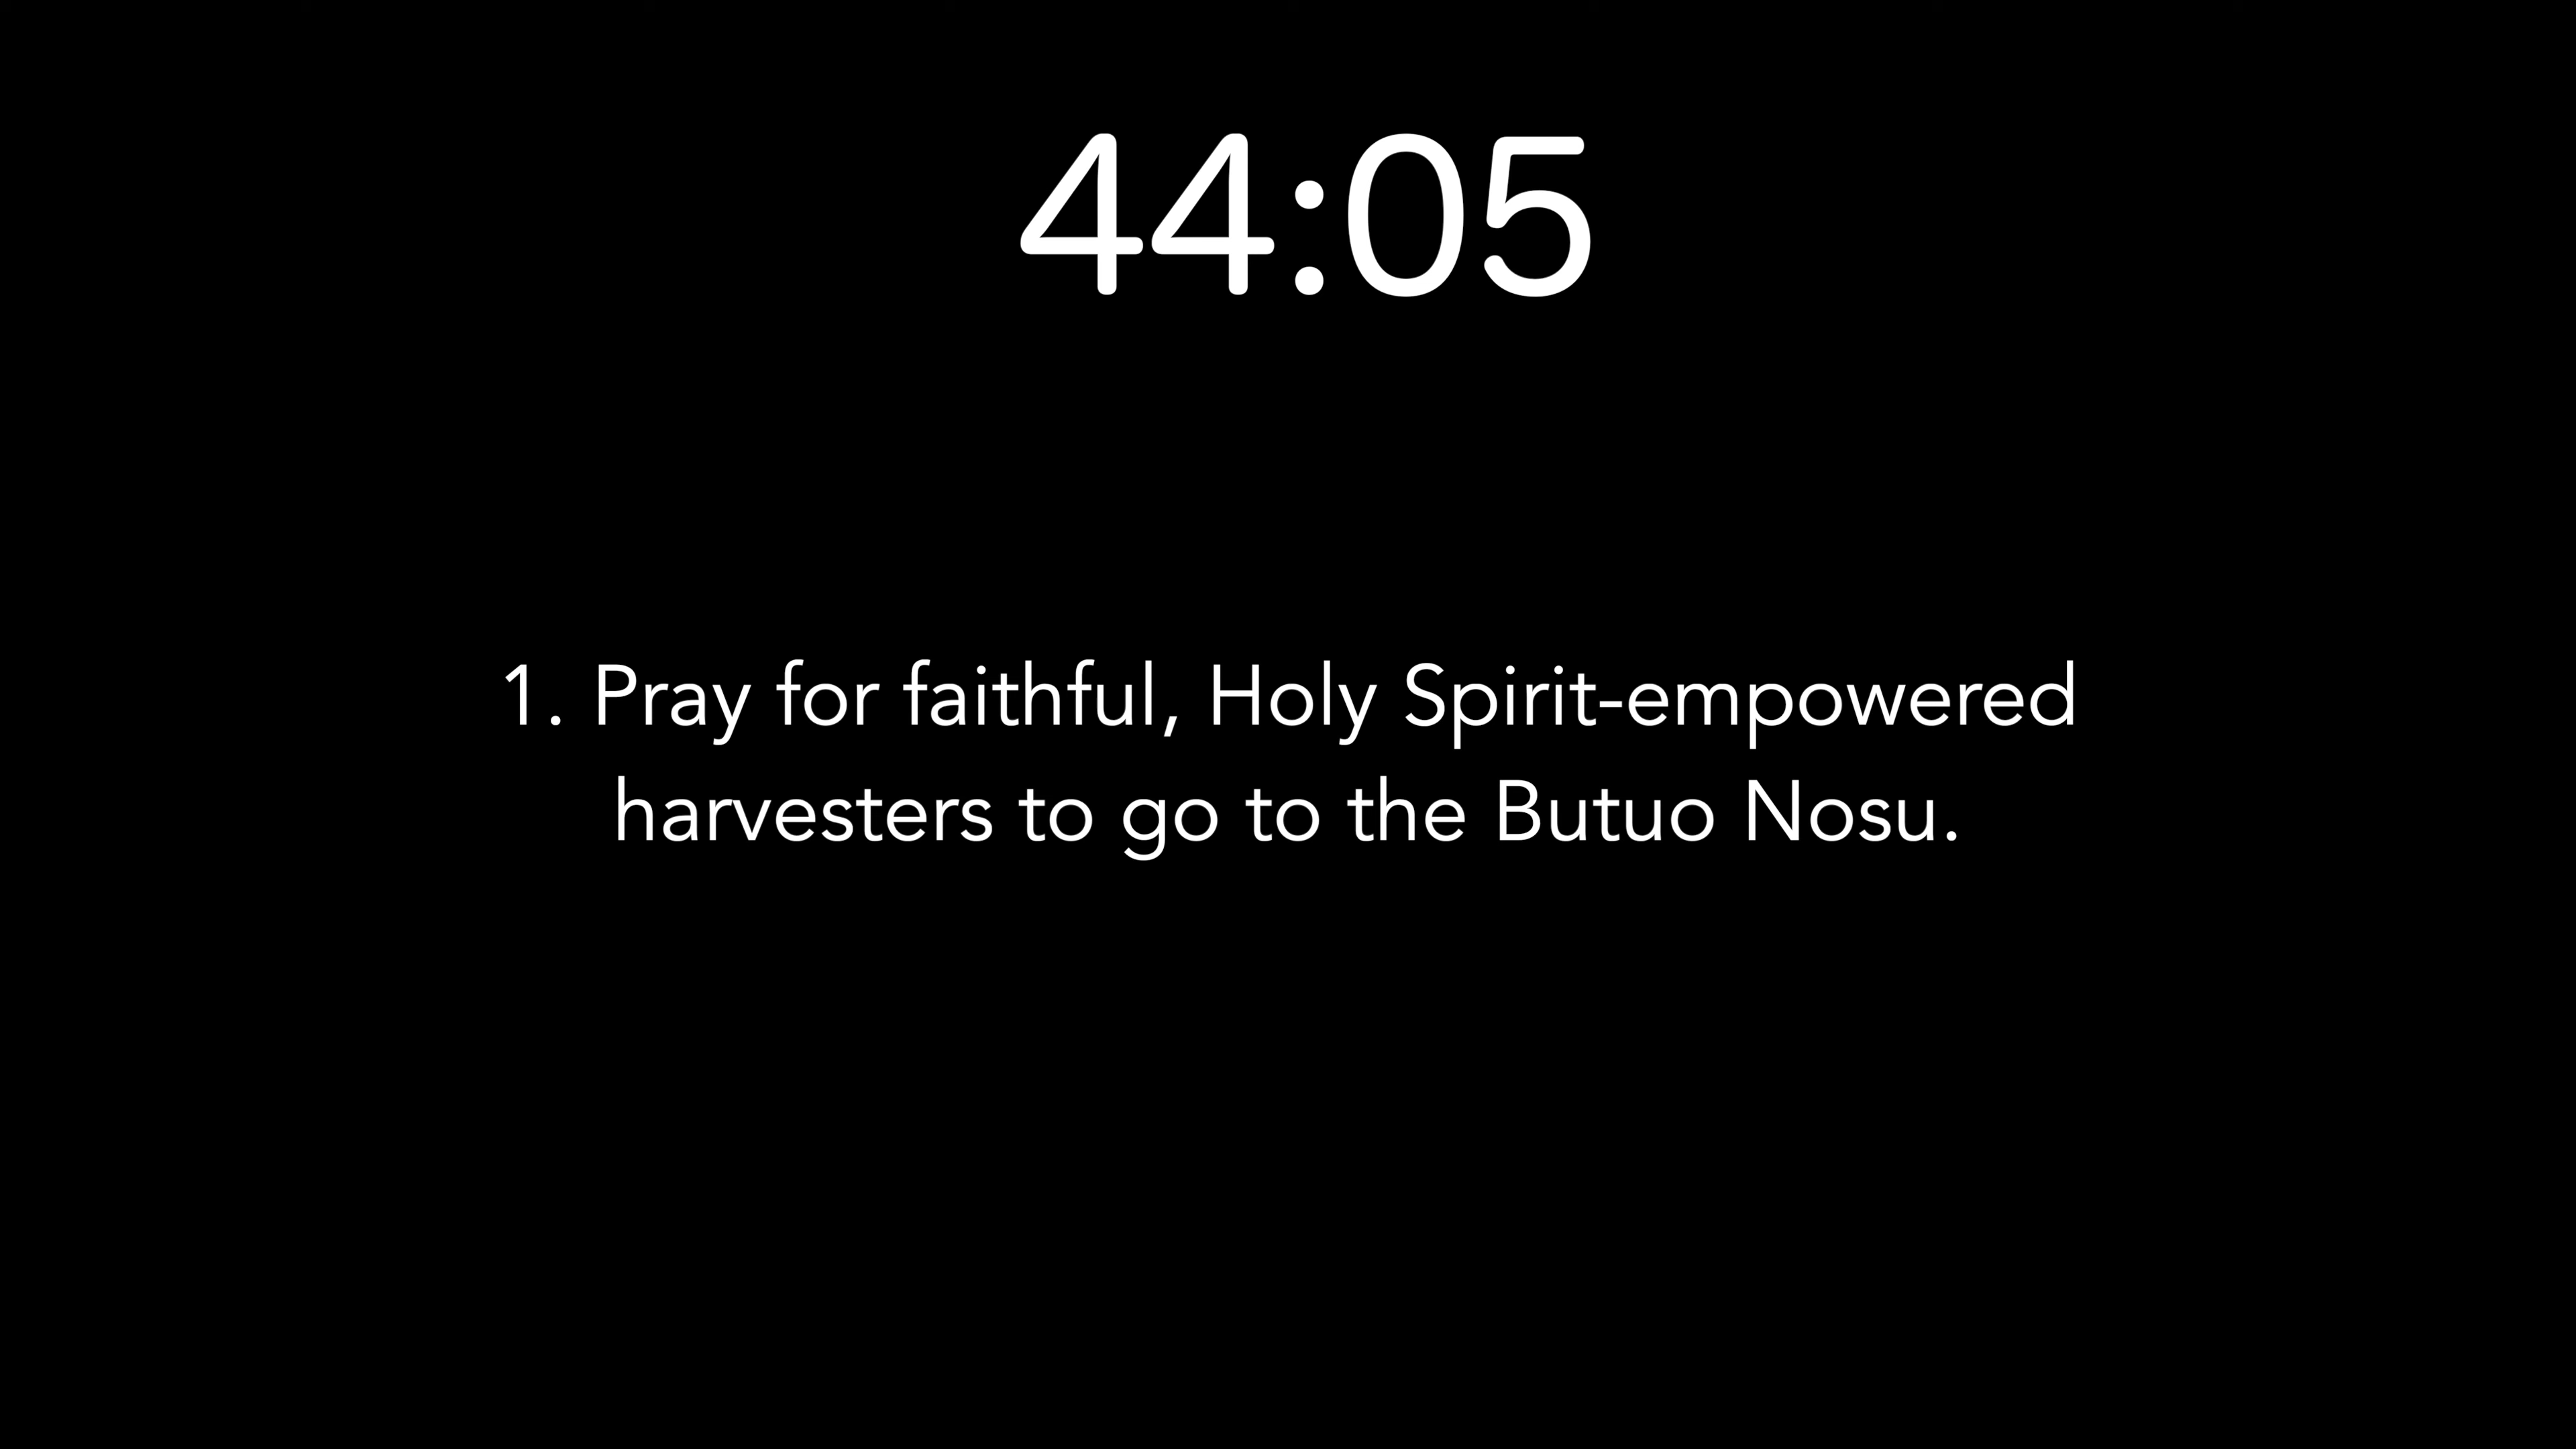 44:05
1. Pray for faithful, Holy Spirit-empowered
harvesters to go to the Butuo Nosu.